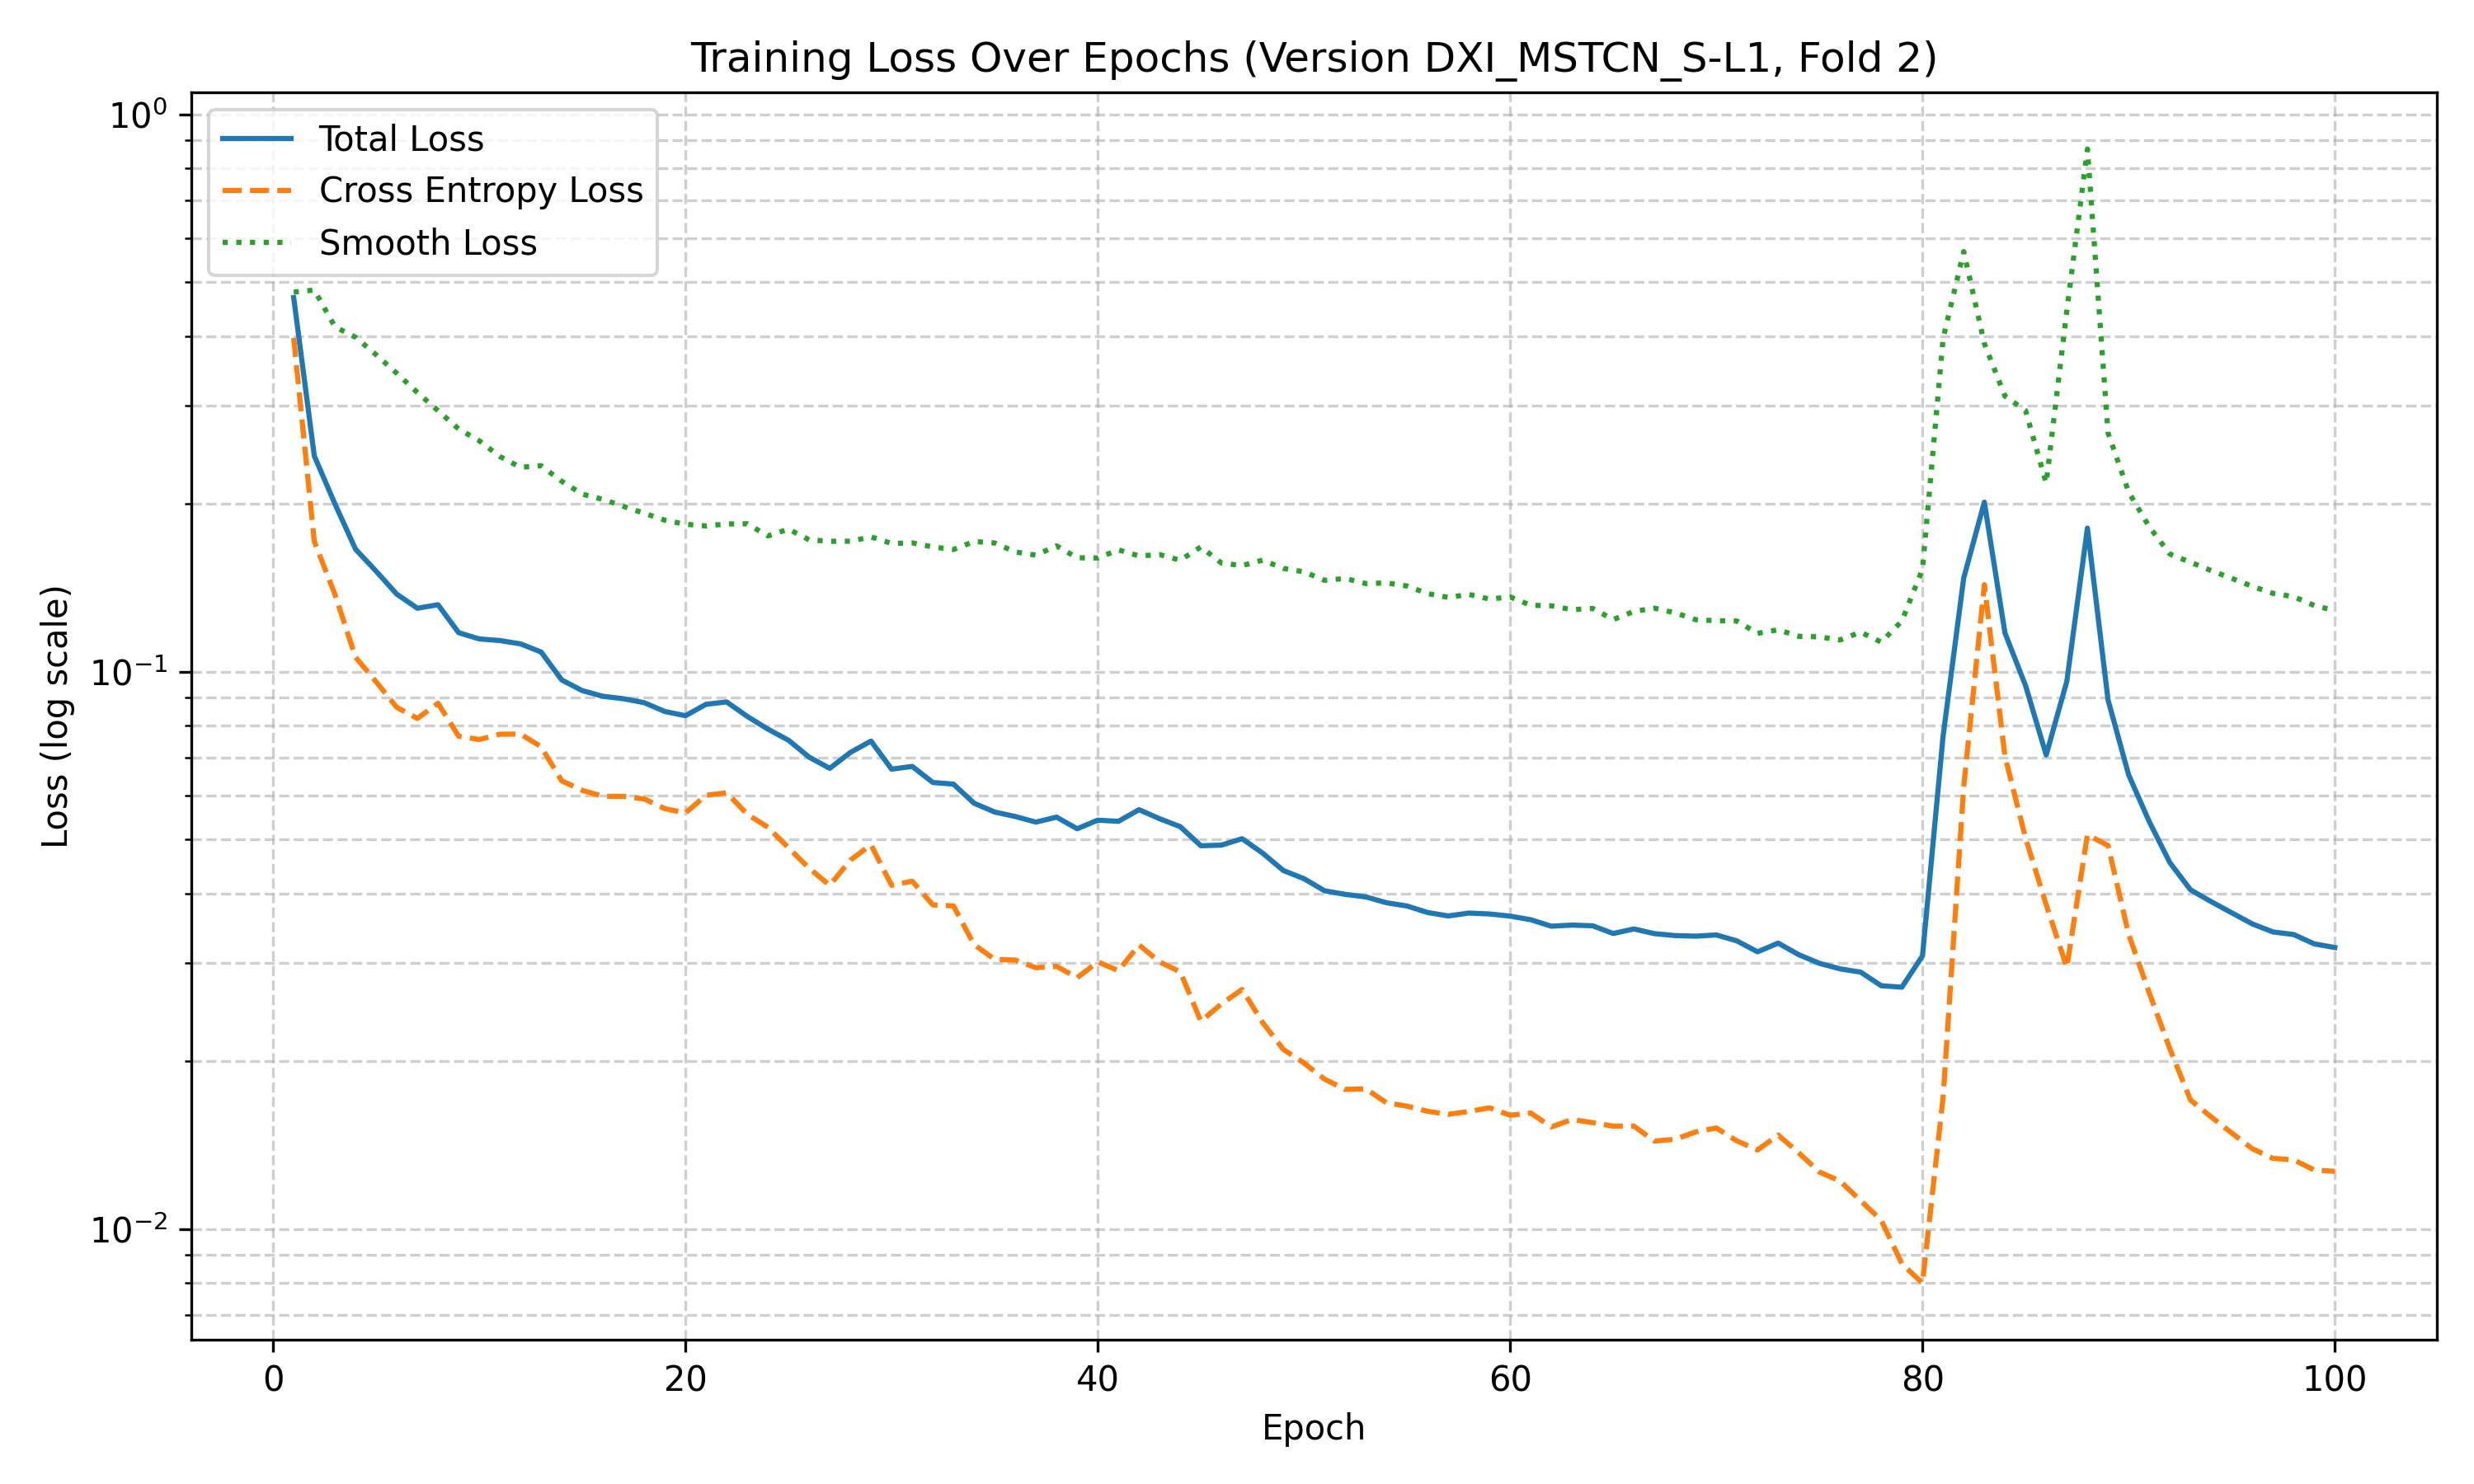 Training Loss Over Epochs (Version DXI_MSTCN_S-L1, Fold 2)
Total Loss
Cross Entropy Loss
Smooth Loss
10⁰
10⁻¹
10⁻²
Loss (log scale)
0 20 40 60 80 100
Epoch